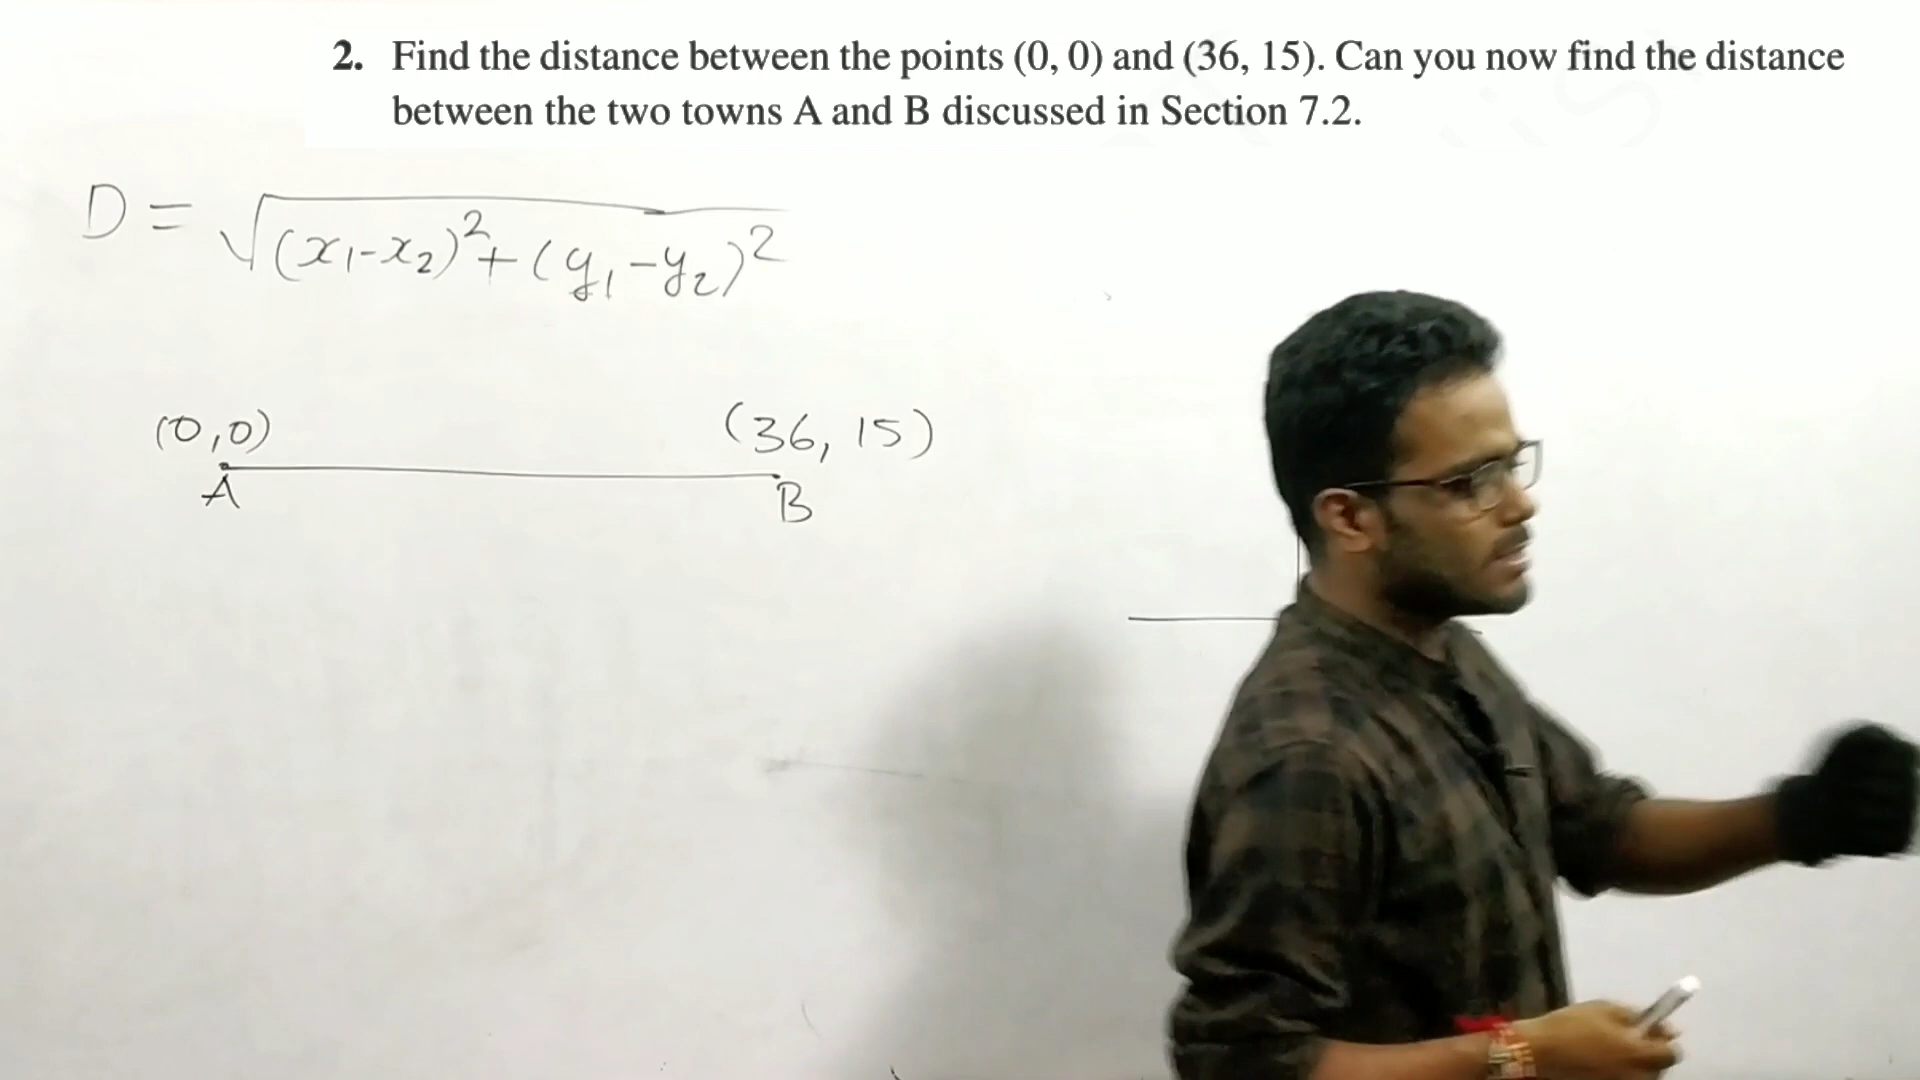 2. Find the distance between the points (0, 0) and (36, 15). Can you now find the distance
between the two towns A and B discussed in Section 7.2.
D = √(x₁-x₂)²+(y₁-y₂)²
(0,0) (36, 15)
A B